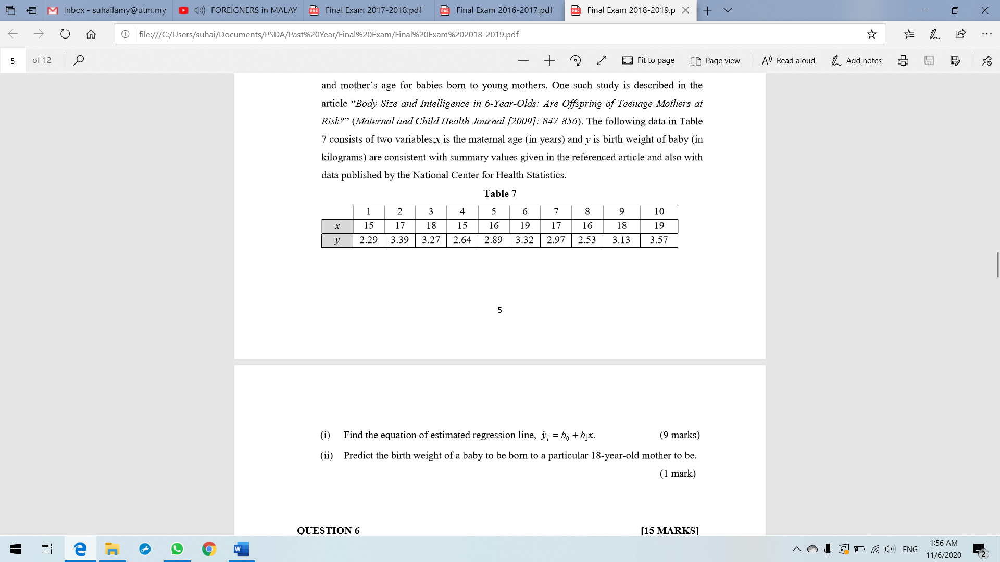 Inbox - suhailamy@utm.my
FOREIGNERS in MALAY
Final Exam 2017-2018.pdf
Final Exam 2016-2017.pdf
Final Exam 2018-2019.p
file:///C:/Users/suhai/Documents/PSDA/Past%20Year/Final%20Exam/Final%20Exam%202018-2019.pdf
5 of 12
Fit to page
Page view
Read aloud
Add notes
and mother's age for babies born to young mothers. One such study is described in the
article “Body Size and Intelligence in 6-Year-Olds: Are Offspring of Teenage Mothers at
Risk?” (Maternal and Child Health Journal [2009]: 847-856). The following data in Table
7 consists of two variables;x is the maternal age (in years) and y is birth weight of baby (in
kilograms) are consistent with summary values given in the referenced article and also with
data published by the National Center for Health Statistics.
Table 7
1 2 3 4 5 6 7 8 9 10
x 15 17 18 15 16 19 17 16 18 19
y 2.29 3.39 3.27 2.64 2.89 3.32 2.97 2.53 3.13 3.57
5
(i) Find the equation of estimated regression line, ŷᵢ = b₀ + b₁x. (9 marks)
(ii) Predict the birth weight of a baby to be born to a particular 18-year-old mother to be.
(1 mark)
QUESTION 6 [15 MARKS]
ENG
1:56 AM
11/6/2020
2